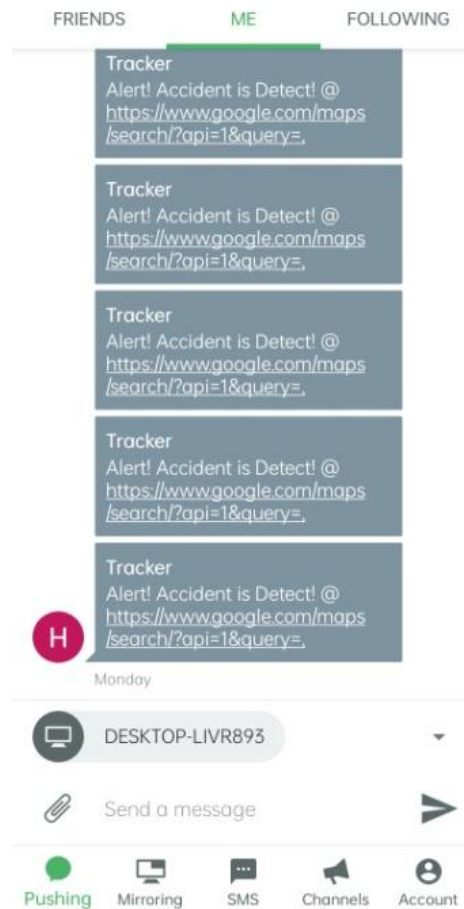 FRIENDS ME FOLLOWING
Tracker
Alert! Accident is Detect! @
https://www.google.com/maps
/search/?api=1&query=,
Tracker
Alert! Accident is Detect! @
https://www.google.com/maps
/search/?api=1&query=,
Tracker
Alert! Accident is Detect! @
https://www.google.com/maps
/search/?api=1&query=,
Tracker
Alert! Accident is Detect! @
https://www.google.com/maps
/search/?api=1&query=,
Tracker
Alert! Accident is Detect! @
https://www.google.com/maps
/search/?api=1&query=,
H
Monday
DESKTOP-LIVR893
Send a message
Pushing Mirroring SMS Channels Account